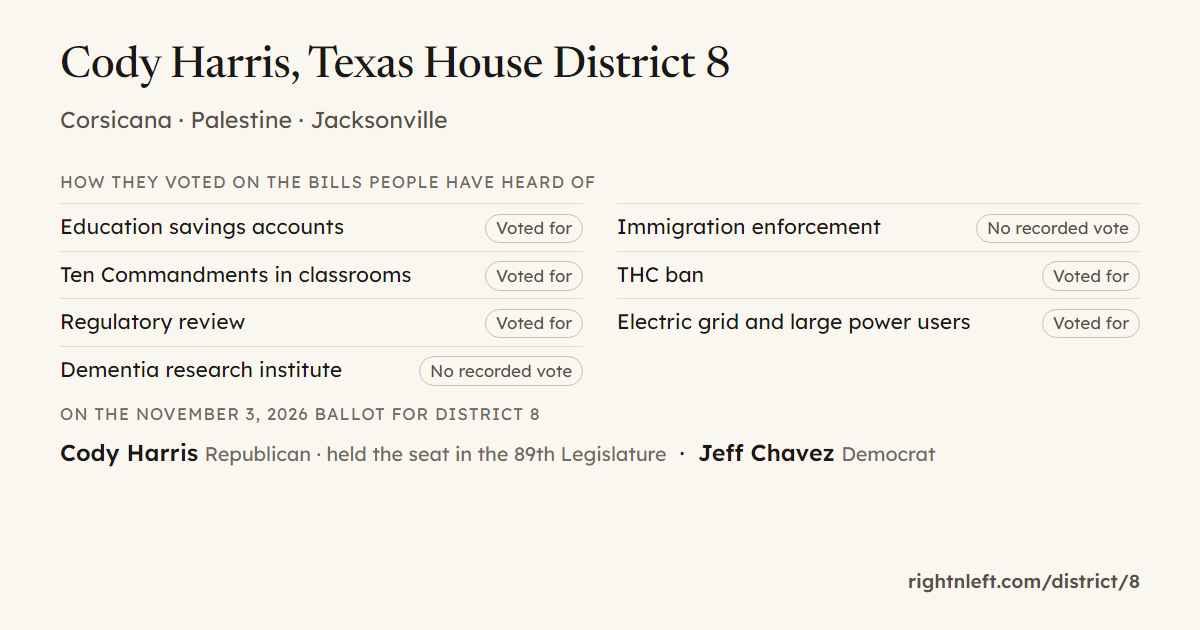 Cody Harris, Texas House District 8
Corsicana · Palestine · Jacksonville
HOW THEY VOTED ON THE BILLS PEOPLE HAVE HEARD OF
Education savings accounts Voted for
Ten Commandments in classrooms Voted for
Regulatory review Voted for
Dementia research institute No recorded vote
Immigration enforcement No recorded vote
THC ban Voted for
Electric grid and large power users Voted for
ON THE NOVEMBER 3, 2026 BALLOT FOR DISTRICT 8
Cody Harris Republican · held the seat in the 89th Legislature · Jeff Chavez Democrat
rightnleft.com/district/8